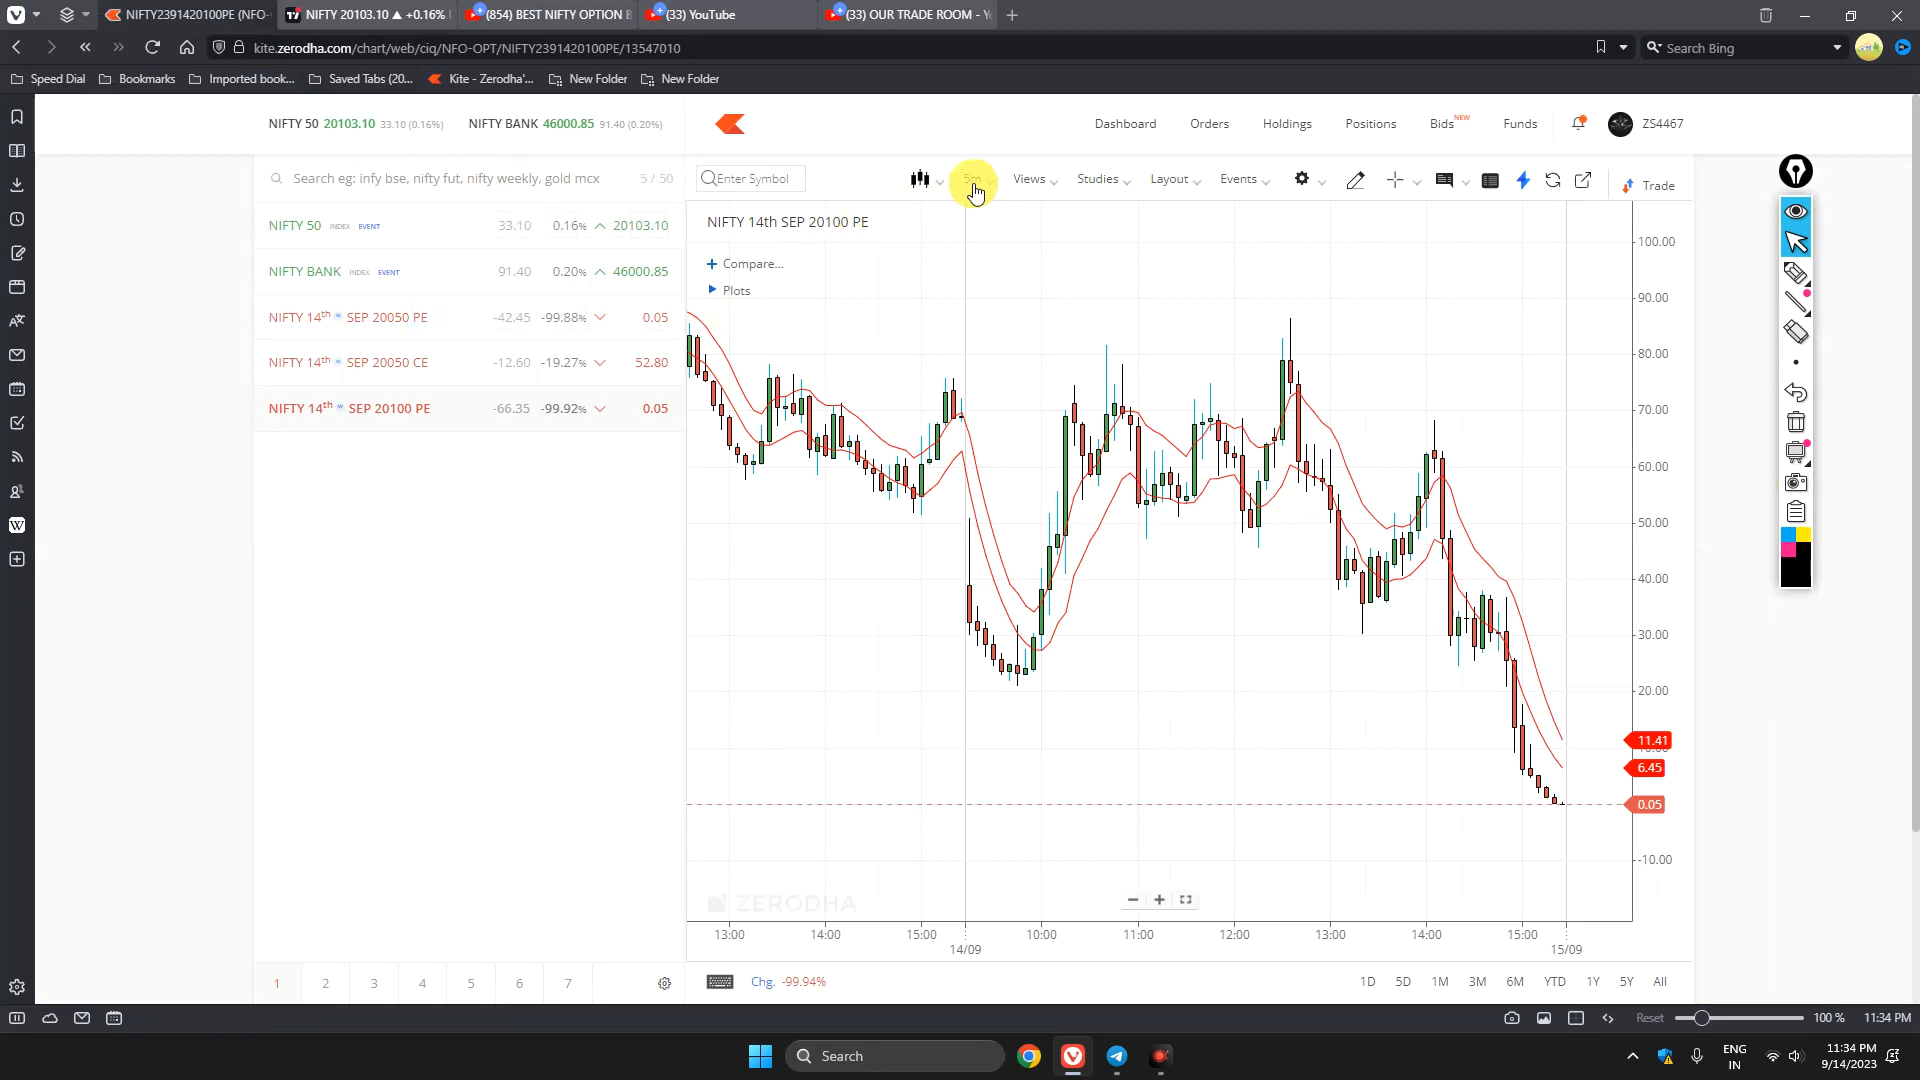 NIFTY2391420100PE (NFO-
NIFTY 20103.10 ▲ +0.16%
(854) BEST NIFTY OPTION B
(33) YouTube
(33) OUR TRADE ROOM - Y
kite.zerodha.com/chart/web/ciq/NFO-OPT/NIFTY2391420100PE/13547010
Search Bing
Speed Dial
Bookmarks
Imported book...
Saved Tabs (20...
Kite - Zerodha'...
New Folder
New Folder
NIFTY 50 20103.10 33.10 (0.16%)
NIFTY BANK 46000.85 91.40 (0.20%)
Dashboard
Orders
Holdings
Positions
Bids NEW
Funds
ZS4467
Search eg: infy bse, nifty fut, nifty weekly, gold mcx 5 / 50
Enter Symbol
5m
Views
Studies
Layout
Events
Trade
NIFTY 50 INDEX EVENT 33.10 0.16% 20103.10
NIFTY BANK INDEX EVENT 91.40 0.20% 46000.85
NIFTY 14th w SEP 20050 PE -42.45 -99.88% 0.05
NIFTY 14th w SEP 20050 CE -12.60 -19.27% 52.80
NIFTY 14th w SEP 20100 PE -66.35 -99.92% 0.05
NIFTY 14th SEP 20100 PE
Compare...
Plots
100.00
90.00
80.00
70.00
60.00
50.00
40.00
30.00
20.00
11.41
6.45
0.05
-10.00
ZERODHA
13:00 14:00 15:00 10:00 11:00 12:00 13:00 14:00 15:00
14/09 15/09
1 2 3 4 5 6 7
Chg. -99.94%
1D 5D 1M 3M 6M YTD 1Y 5Y All
Reset 100 % 11:34 PM
Search
ENG
IN
11:34 PM
9/14/2023